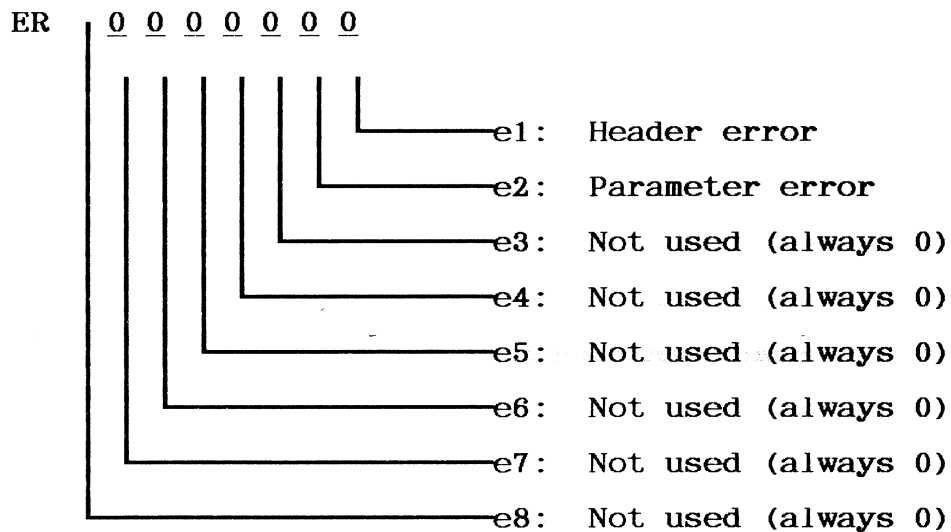 ER 0 0 0 0 0 0 0
e1: Header error
e2: Parameter error
e3: Not used (always 0)
e4: Not used (always 0)
e5: Not used (always 0)
e6: Not used (always 0)
e7: Not used (always 0)
e8: Not used (always 0)